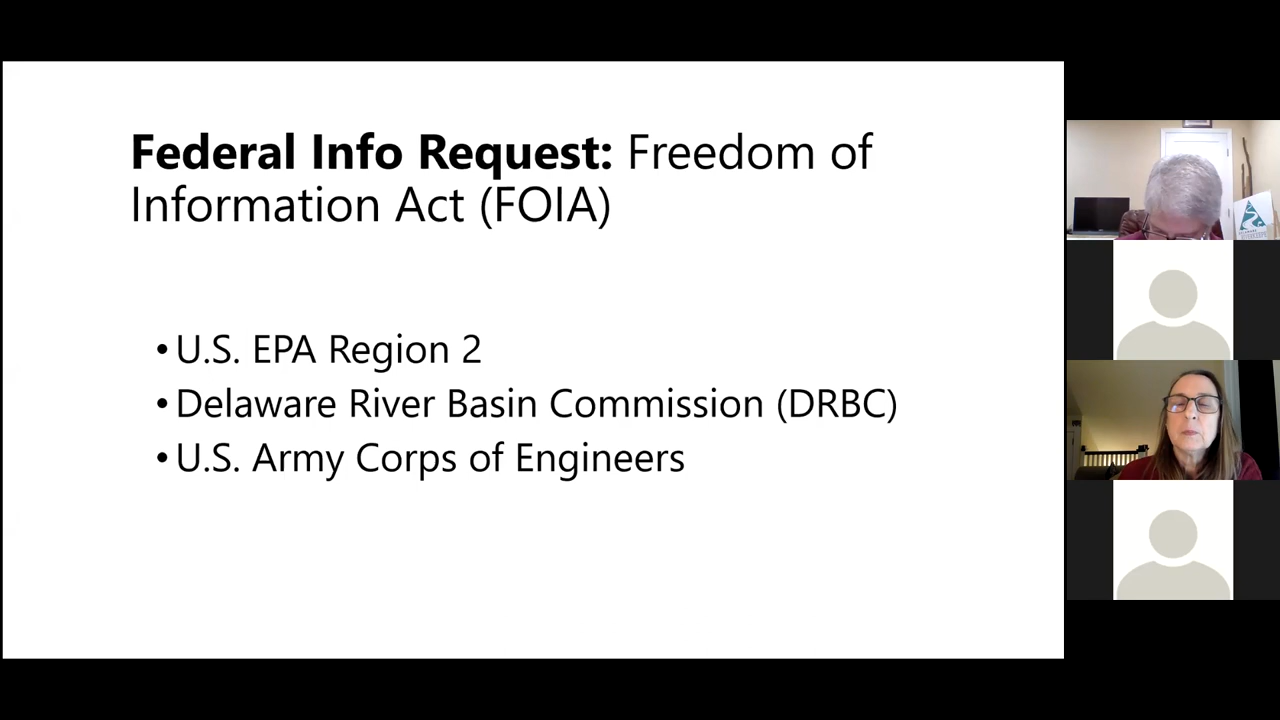 Federal Info Request: Freedom of
Information Act (FOIA)
•U.S. EPA Region 2
•Delaware River Basin Commission (DRBC)
•U.S. Army Corps of Engineers